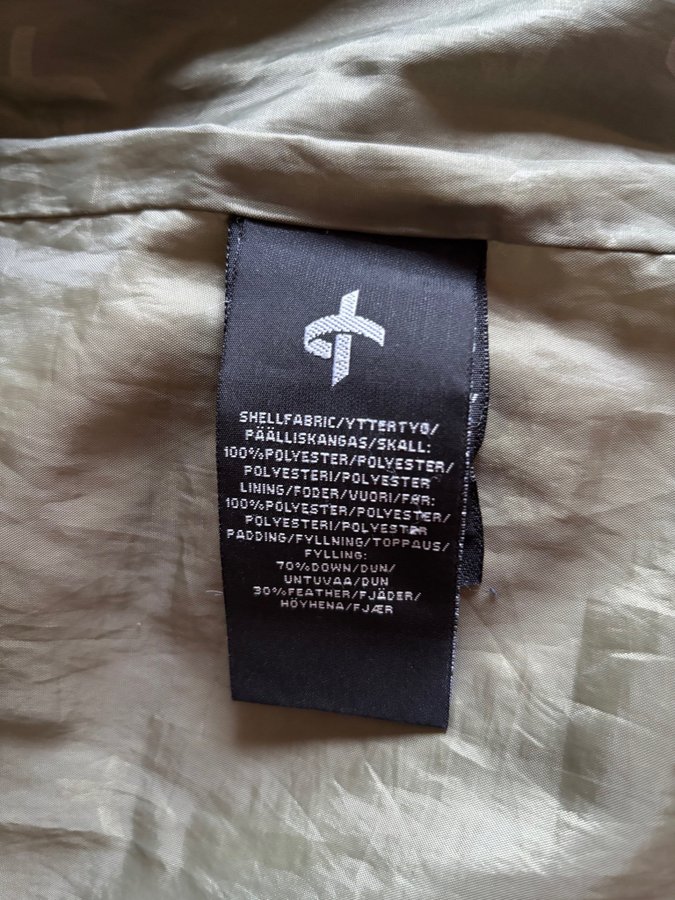 SHELLFABRIC/YTTERTYG/
PÄÄLLISKANGAS/SKALL:
100%POLYESTER/POLYESTER/
POLYESTERI/POLYESTER
LINING/FODER/VUORI/FØR:
100%POLYESTER/POLYESTER/
POLYESTERI/POLYESTER
PADDING/FYLLNING/TOPPAUS/
FYLLING:
70%DOWN/DUN/
UNTUVAA/DUN
30%FEATHER/FJÄDER/
HÖYHENA/FJÆR